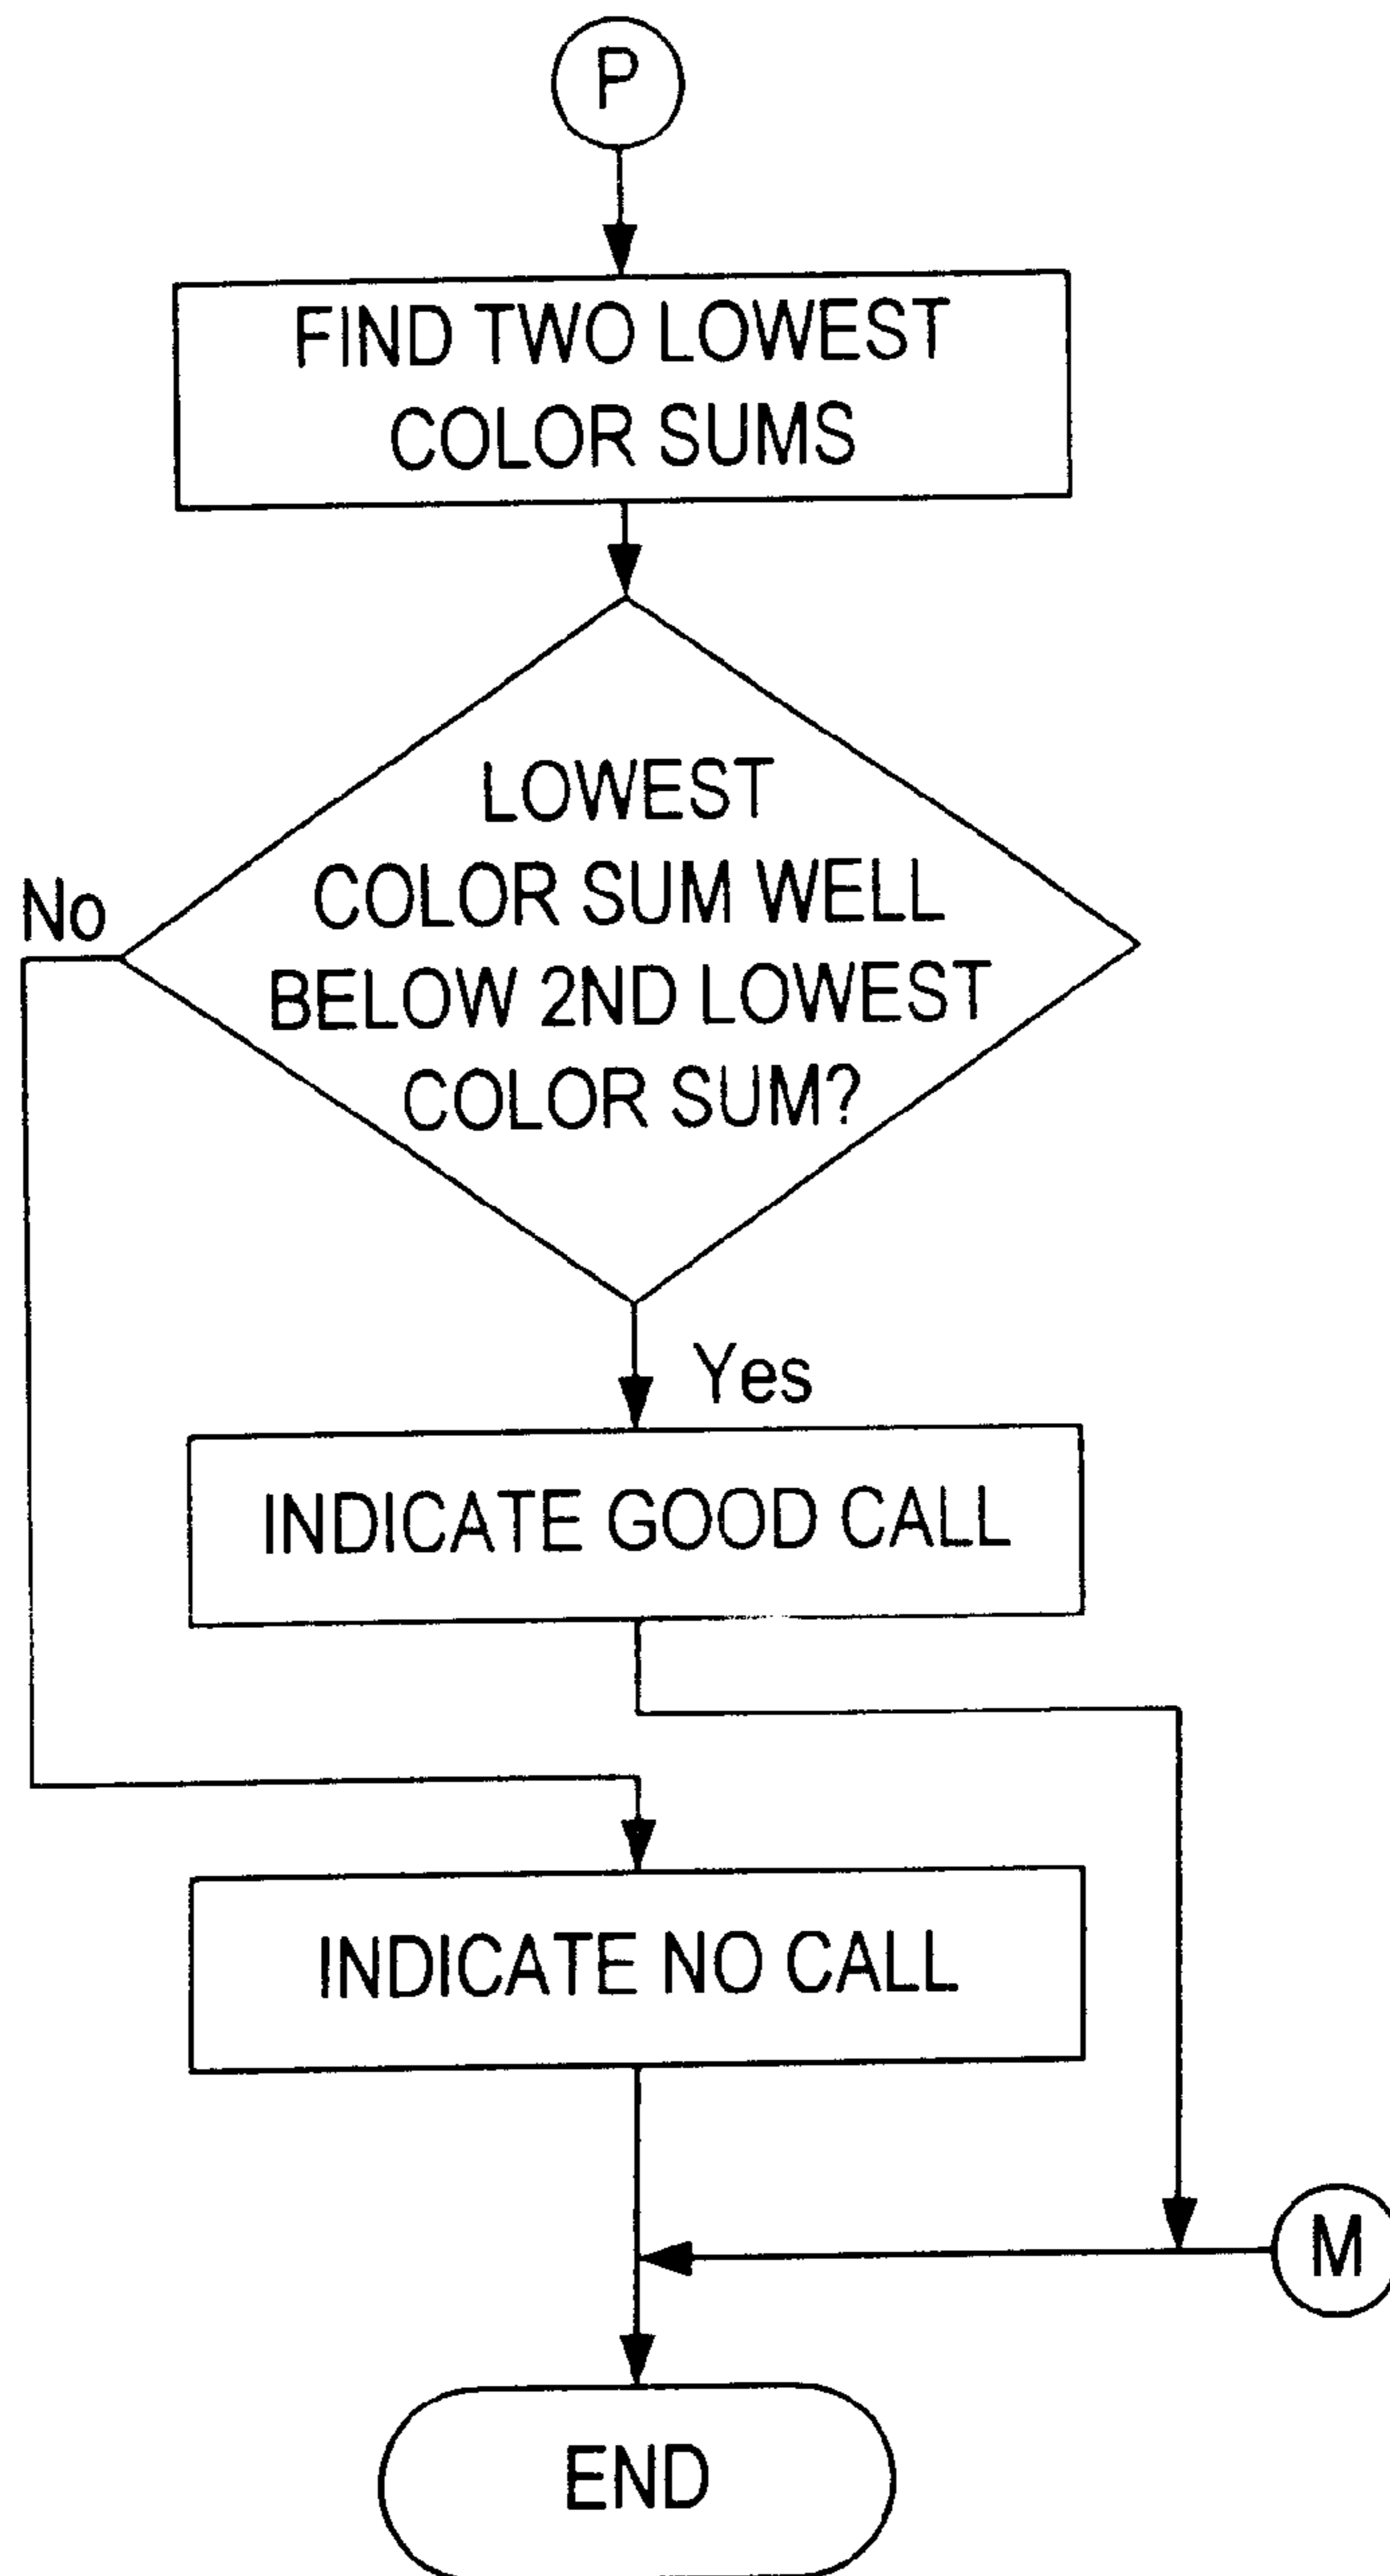 P
FIND TWO LOWEST
COLOR SUMS
LOWEST
COLOR SUM WELL
BELOW 2ND LOWEST
COLOR SUM?
No
Yes
INDICATE GOOD CALL
INDICATE NO CALL
M
END